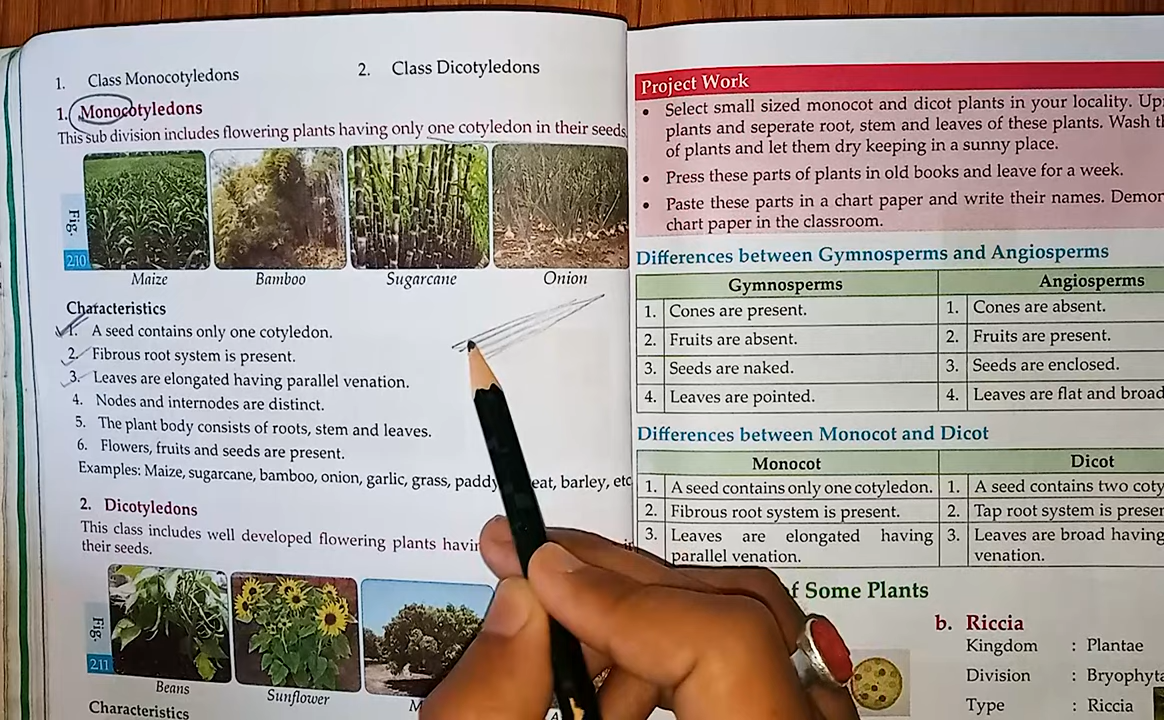 1. Class Monocotyledons
2. Class Dicotyledons
1. Monocotyledons
This sub division includes flowering plants having only one cotyledon in their seeds.
Fig.
2.10
Maize
Bamboo
Sugarcane
Onion
Characteristics
1. A seed contains only one cotyledon.
2. Fibrous root system is present.
3. Leaves are elongated having parallel venation.
4. Nodes and internodes are distinct.
5. The plant body consists of roots, stem and leaves.
6. Flowers, fruits and seeds are present.
Examples: Maize, sugarcane, bamboo, onion, garlic, grass, paddy eat, barley, etc
2. Dicotyledons
This class includes well developed flowering plants
their seeds.
Fig.
2.11
Beans
Sunflower
Characteristics
Project Work
• Select small sized monocot and dicot plants in your locality.
plants and seperate root, stem and leaves of these plants. Wash
of plants and let them dry keeping in a sunny place.
• Press these parts of plants in old books and leave for a week.
• Paste these parts in a chart paper and write their names.
chart paper in the classroom.
Differences between Gymnosperms and Angiosperms
Gymnosperms Angiosperms
1. Cones are present. 1. Cones are absent.
2. Fruits are absent. 2. Fruits are present.
3. Seeds are naked. 3. Seeds are enclosed.
4. Leaves are pointed. 4. Leaves are flat and broad
Differences between Monocot and Dicot
Monocot Dicot
1. A seed contains only one cotyledon. 1. A seed contains two coty
2. Fibrous root system is present. 2. Tap root system is presen
3. Leaves are elongated having 3. Leaves are broad having
parallel venation. venation.
f Some Plants
b. Riccia
Kingdom : Plantae
Division : Bryophyta
Type : Riccia